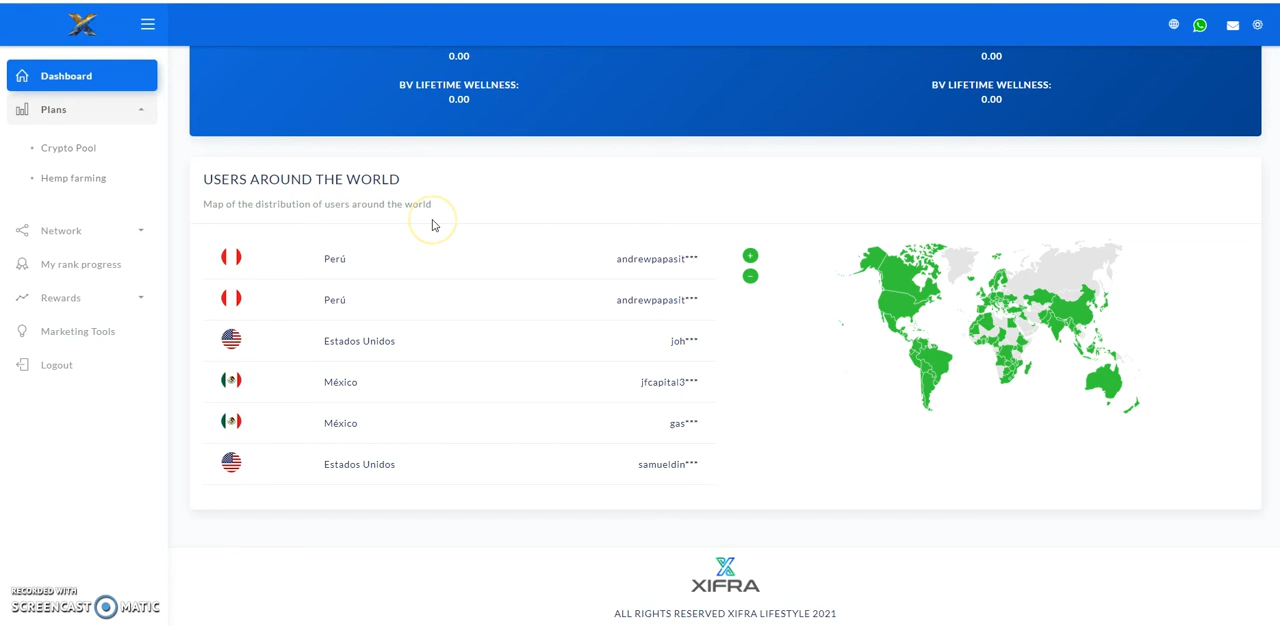 0.00
0.00
BV LIFETIME WELLNESS:
BV LIFETIME WELLNESS:
0.00
0.00
Dashboard
Plans
Crypto Pool
Hemp farming
Network
My rank progress
Rewards
Marketing Tools
Logout
USERS AROUND THE WORLD
Map of the distribution of users around the world
Perú andrewpapasit***
Perú andrewpapasit***
Estados Unidos joh***
México jfcapital3***
México gas***
Estados Unidos samueldin***
+
−
XIFRA
ALL RIGHTS RESERVED XIFRA LIFESTYLE 2021
RECORDED WITH
SCREENCAST MATIC